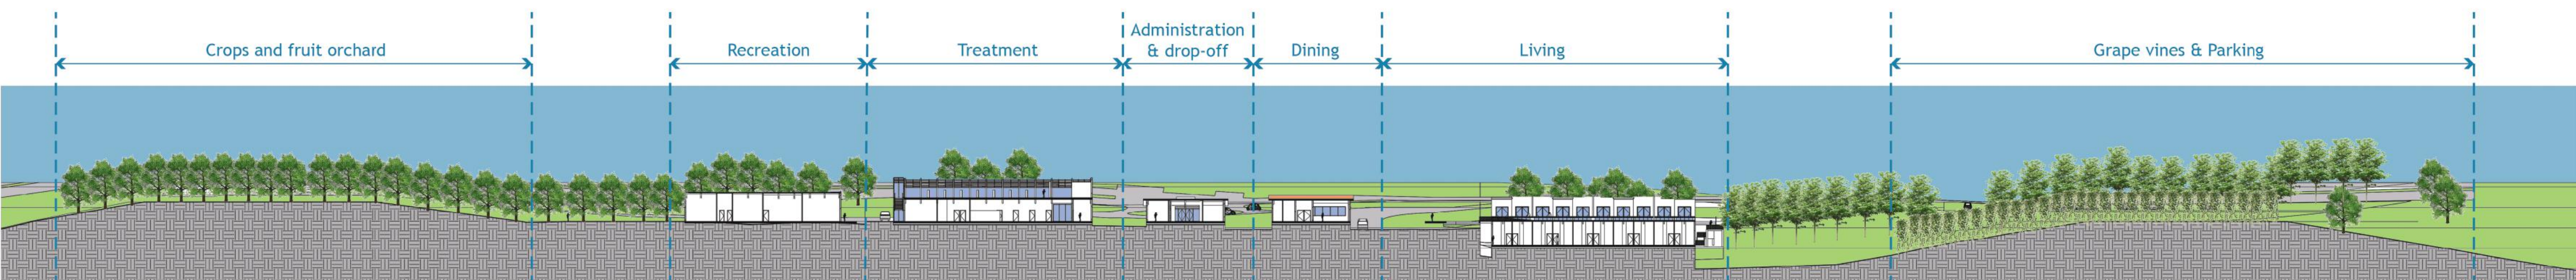 Crops and fruit orchard
Recreation
Treatment
Administration
& drop-off
Dining
Living
Grape vines & Parking